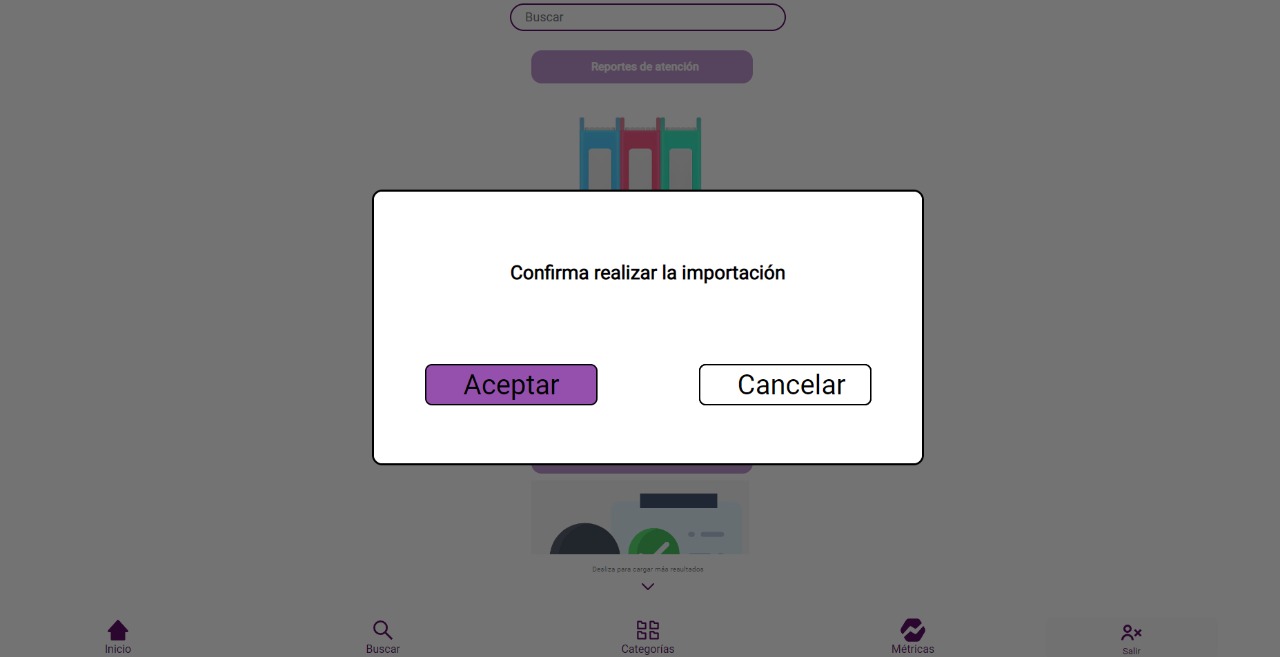 Buscar
Reportes de atención
Confirma realizar la importación
Aceptar
Cancelar
Desliza para cargar más resultados
Inicio
Buscar
Categorias
Métricas
Salir